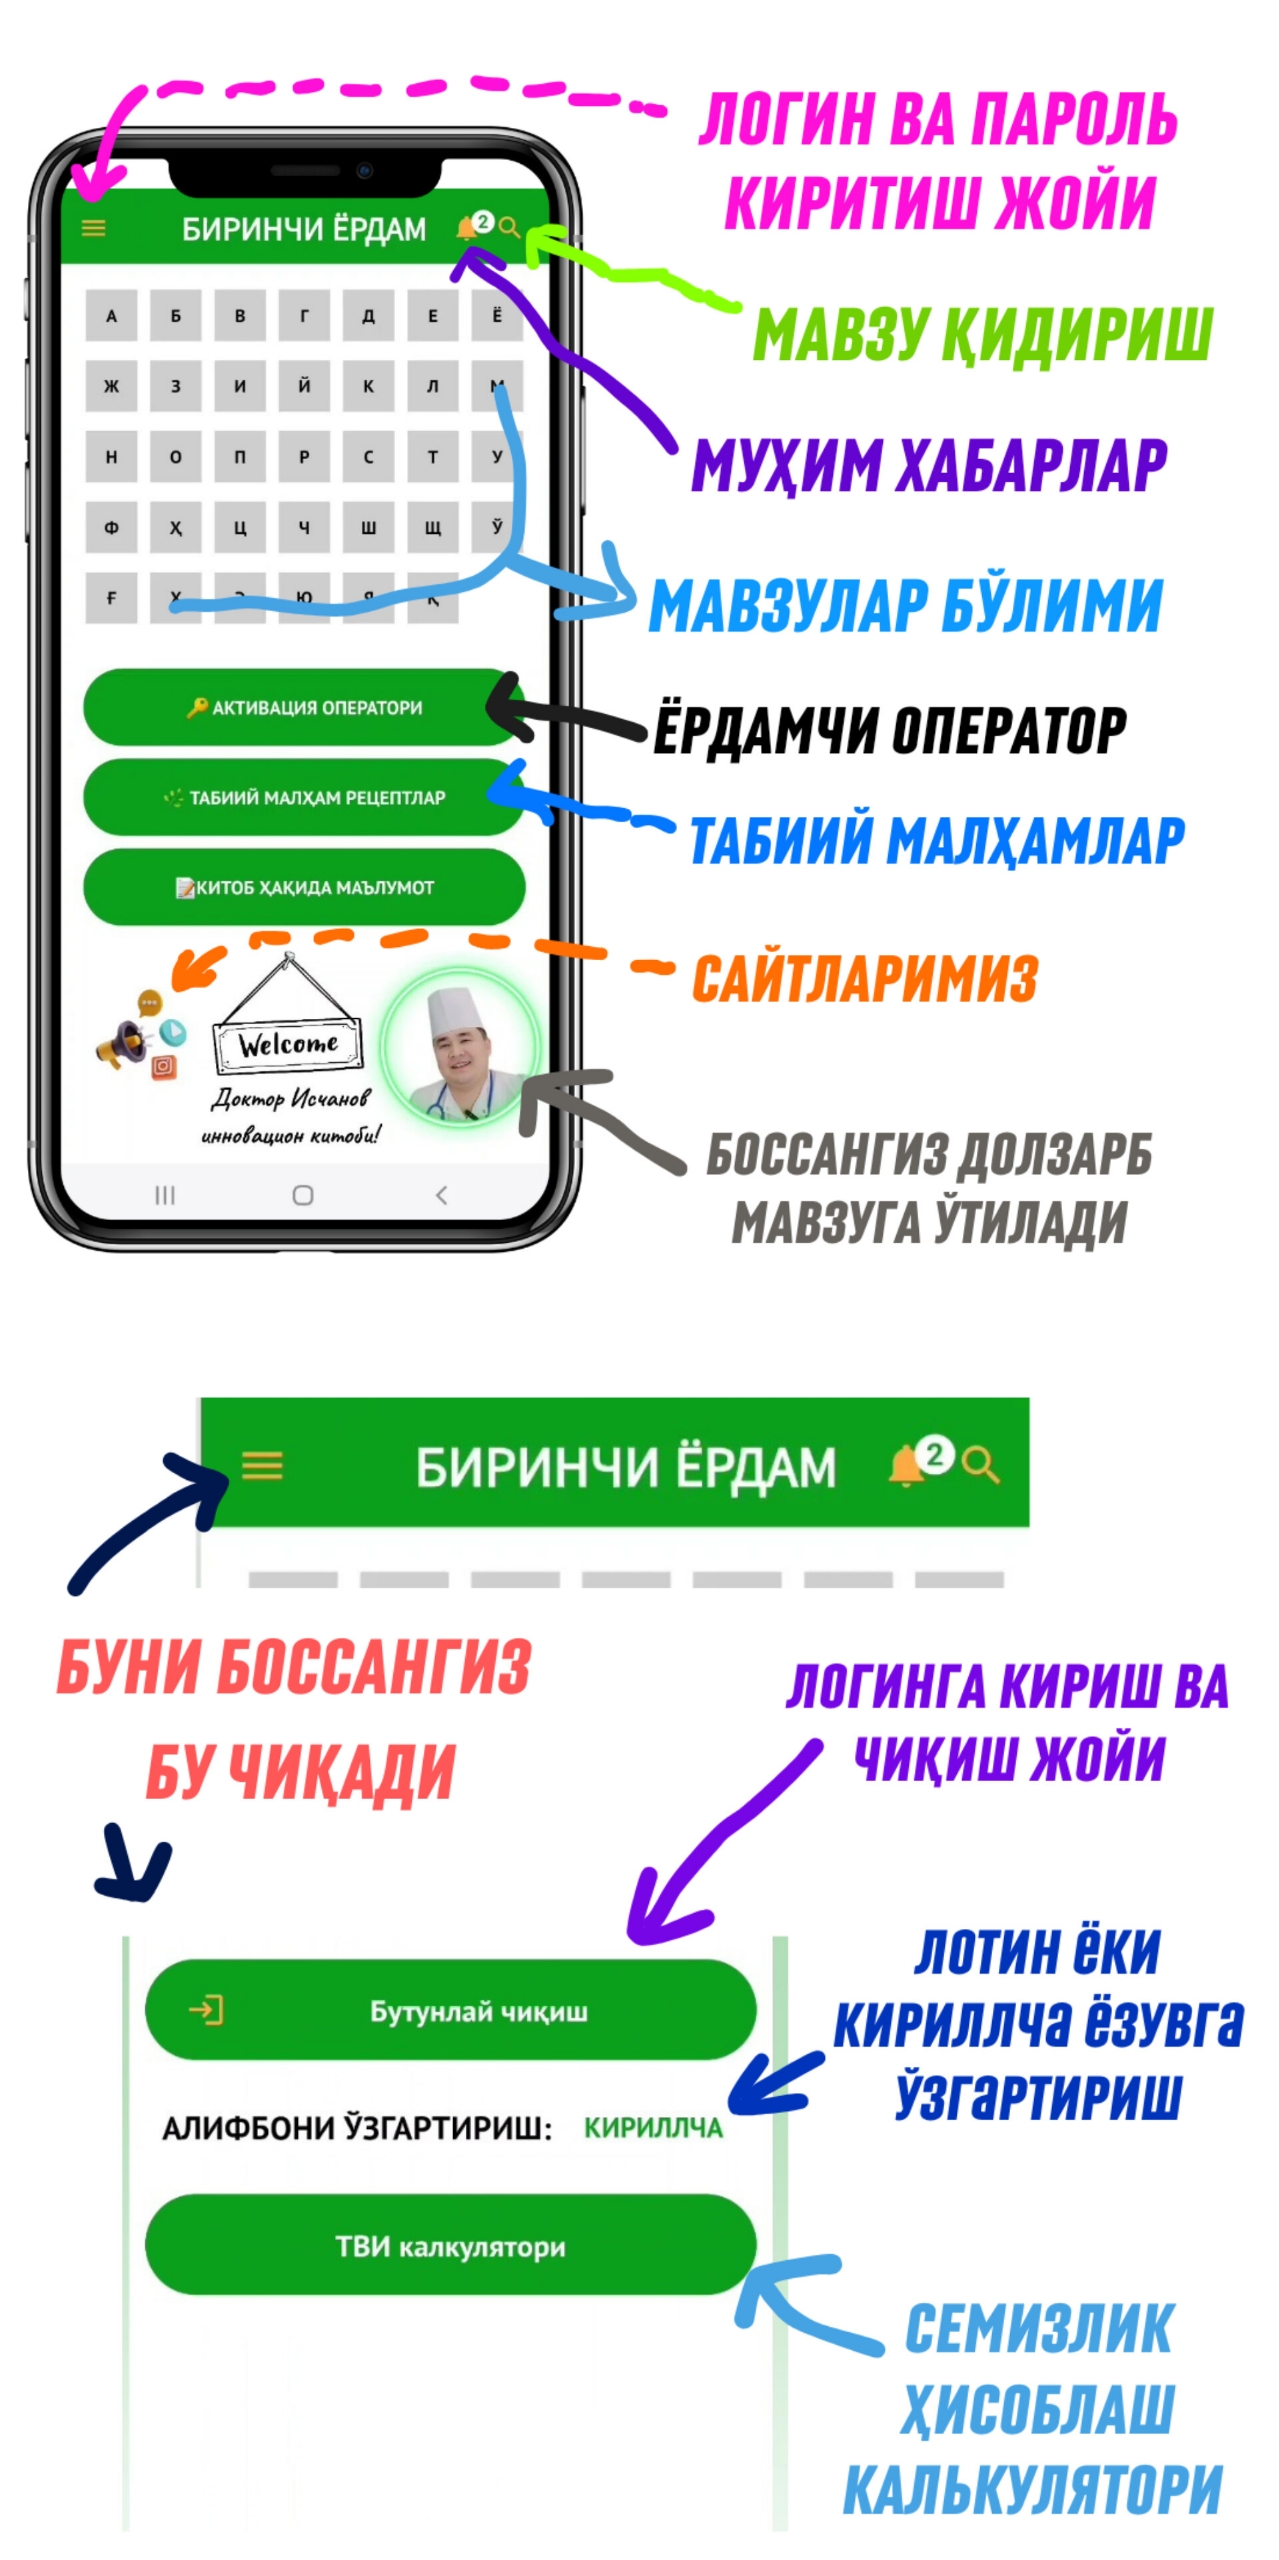 ЛОГИН ВА ПАРОЛЬ
КИРИТИШ ЖОЙИ
БИРИНЧИ ЁРДАМ 2
МАВЗУ ҚИДИРИШ
А Б В Г Д Е Ё
Ж З И Й К Л М
МУҲИМ ХАБАРЛАР
Н О П Р С Т У
Ф Ҳ Ц Ч Ш Щ Ў
МАВЗУЛАР БЎЛИМИ
Ғ Х Э Ю Я Қ
🔑 АКТИВАЦИЯ ОПЕРАТОРИ
ЁРДАМЧИ ОПЕРАТОР
🌿 ТАБИИЙ МАЛҲАМ РЕЦЕПТЛАР
ТАБИИЙ МАЛҲАМЛАР
📝КИТОБ ҲАҚИДА МАЪЛУМОТ
САЙТЛАРИМИЗ
Welcome
Доктор Исчанов
инновацион китоби!
БОССАНГИЗ ДОЛЗАРБ
МАВЗУГА ЎТИЛАДИ
БИРИНЧИ ЁРДАМ 2
БУНИ БОССАНГИЗ
БУ ЧИҚАДИ
ЛОГИНГА КИРИШ ВА
ЧИҚИШ ЖОЙИ
Бутунлай чиқиш
ЛОТИН ЁКИ
КИРИЛЛЧА ЁЗУВГА
ЎЗГАРТИРИШ
АЛИФБОНИ ЎЗГАРТИРИШ: КИРИЛЛЧА
ТВИ калкулятори
СЕМИЗЛИК
ҲИСОБЛАШ
КАЛЬКУЛЯТОРИ